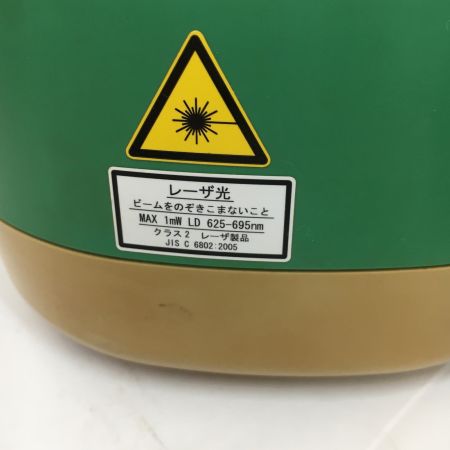 レーザ光
ビームをのぞきこまないこと
MAX 1mW LD 625-695nm
クラス2 レーザ製品
JIS C 6802:2005